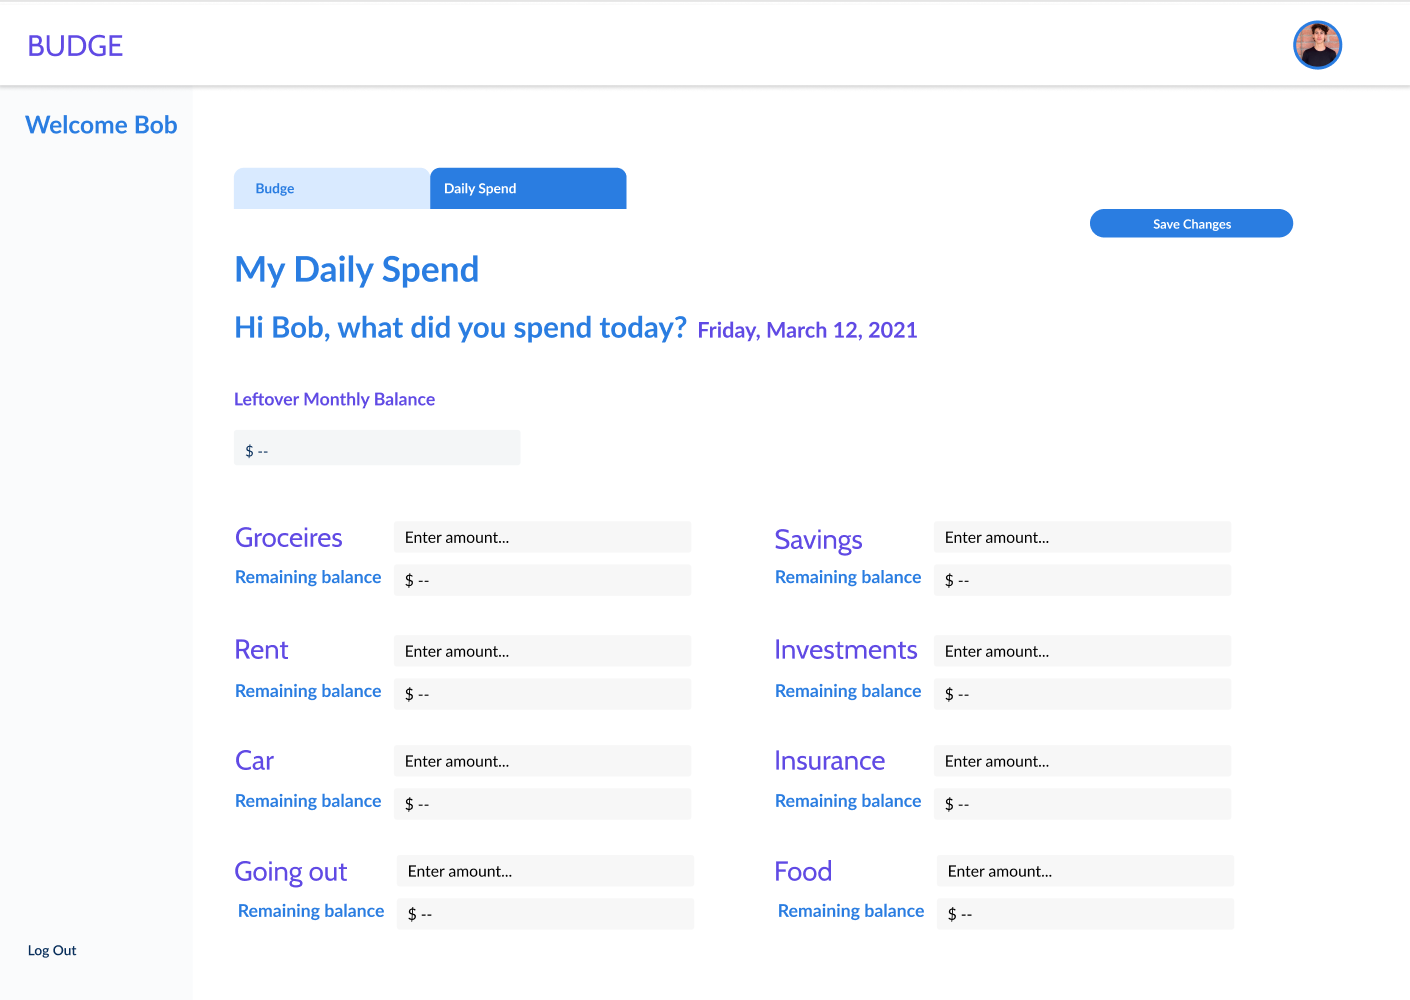 BUDGE
Welcome Bob
Budge
Daily Spend
Save Changes
My Daily Spend
Hi Bob, what did you spend today? Friday, March 12, 2021
Leftover Monthly Balance
$ --
Groceires Enter amount...
Remaining balance $ --
Savings Enter amount...
Remaining balance $ --
Rent Enter amount...
Remaining balance $ --
Investments Enter amount...
Remaining balance $ --
Car Enter amount...
Remaining balance $ --
Insurance Enter amount...
Remaining balance $ --
Going out Enter amount...
Remaining balance $ --
Food Enter amount...
Remaining balance $ --
Log Out